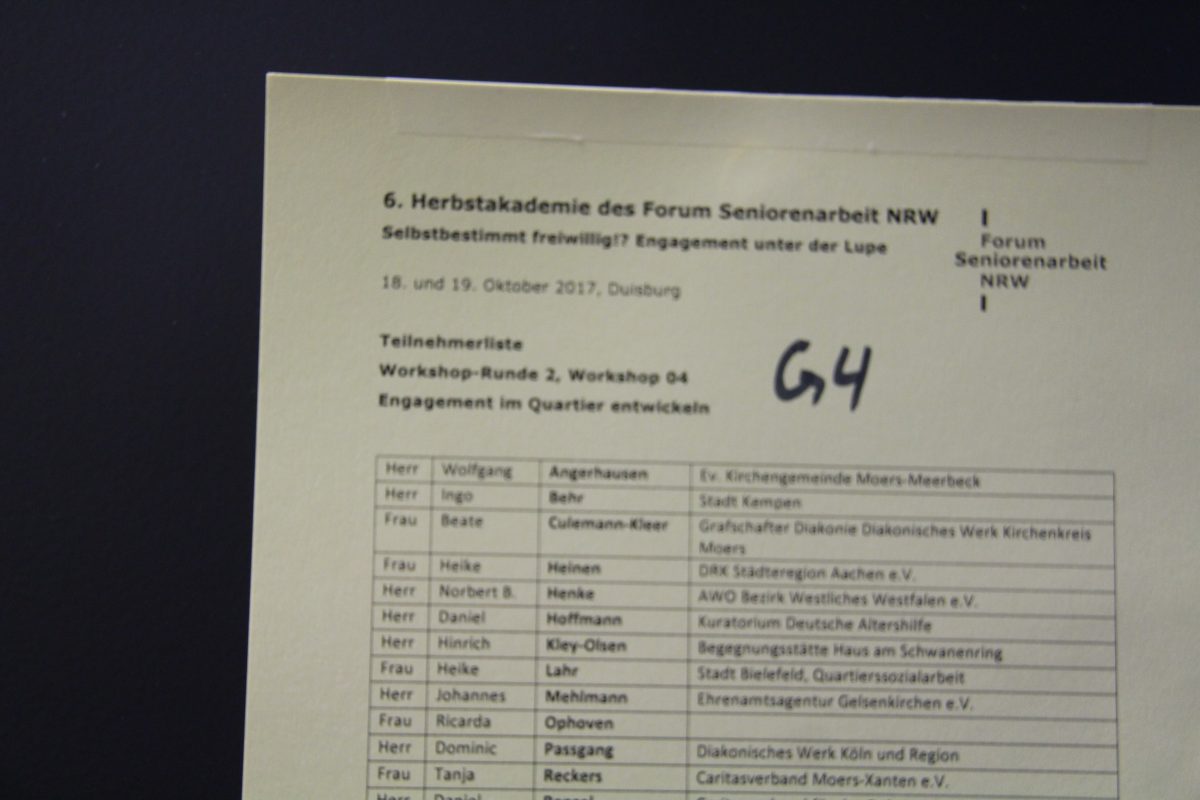 6. Herbstakademie des Forum Seniorenarbeit NRW
Selbstbestimmt freiwillig!? Engagement unter der Lupe
18. und 19. Oktober 2017, Duisburg
Forum
Seniorenarbeit
NRW
Teilnehmerliste
Workshop-Runde 2, Workshop 04
Engagement im Quartier entwickeln
G4
Herr Wolfgang Angerhausen Ev. Kirchengemeinde Moers-Meerbeck
Herr Ingo Behr Stadt Kempen
Frau Beate Culemann-Kleer Grafschafter Diakonie Diakonisches Werk Kirchenkreis
Moers
Frau Heike Heinen DRK Städteregion Aachen e.V.
Herr Norbert B. Henke AWO Bezirk Westliches Westfalen e.V.
Herr Daniel Hoffmann Kuratorium Deutsche Altershilfe
Herr Hinrich Kley-Olsen Begegnungsstätte Haus am Schwanenring
Frau Heike Lahr Stadt Bielefeld, Quartierssozialarbeit
Herr Johannes Mehlmann Ehrenamtsagentur Gelsenkirchen e.V.
Frau Ricarda Ophoven
Herr Dominic Passgang Diakonisches Werk Köln und Region
Frau Tanja Reckers Caritasverband Moers-Xanten e.V.
Herr Daniel